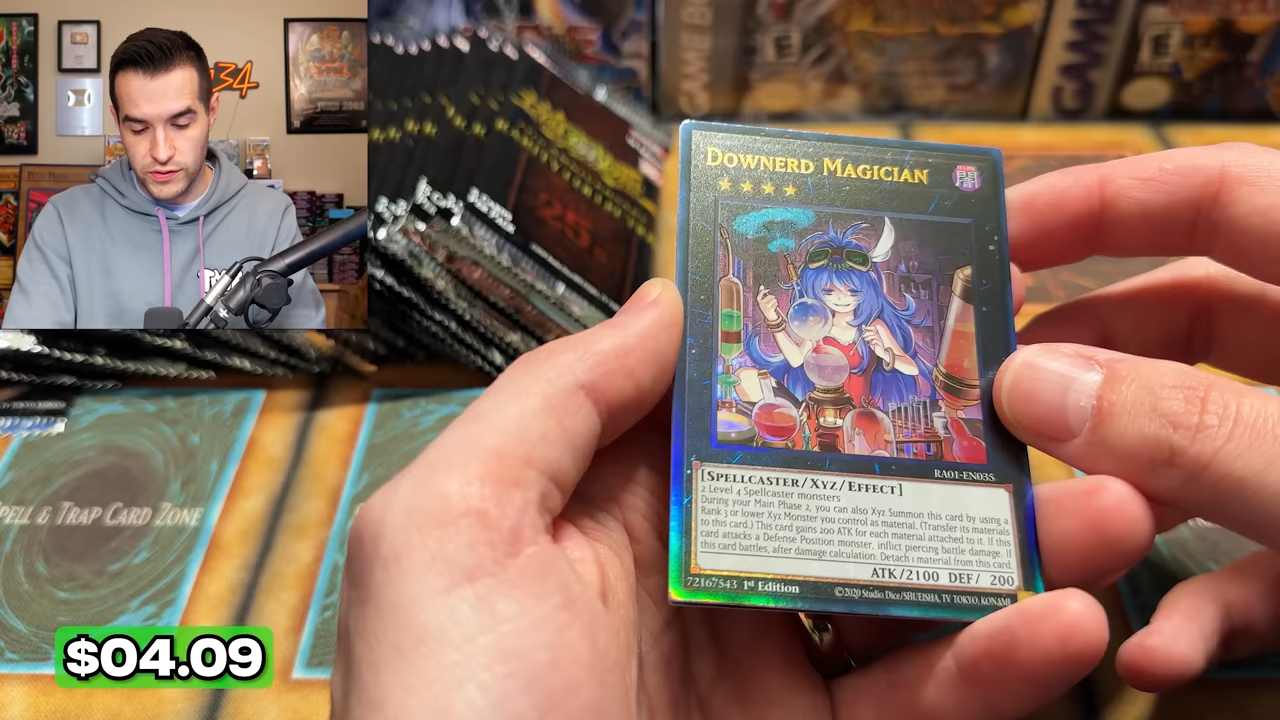 34
GAME BOY
E
GAME
E
25
DOWNERD MAGICIAN
闇
RA01-EN035
[SPELLCASTER/XYZ/EFFECT]
2 Level 4 Spellcaster monsters
During your Main Phase 2, you can also Xyz Summon this card by using a
Rank 3 or lower Xyz Monster you control as material. (Transfer its materials
to this card.) This card gains 200 ATK for each material attached to it. If this
card attacks a Defense Position monster, inflict piercing battle damage. If
this card battles, after damage calculation: Detach 1 material from this card.
ATK/2100 DEF/ 200
72167543 1st Edition
©2020 Studio Dice/SHUEISHA, TV TOKYO, KONAMI
SPELL & TRAP CARD ZONE
$04.09